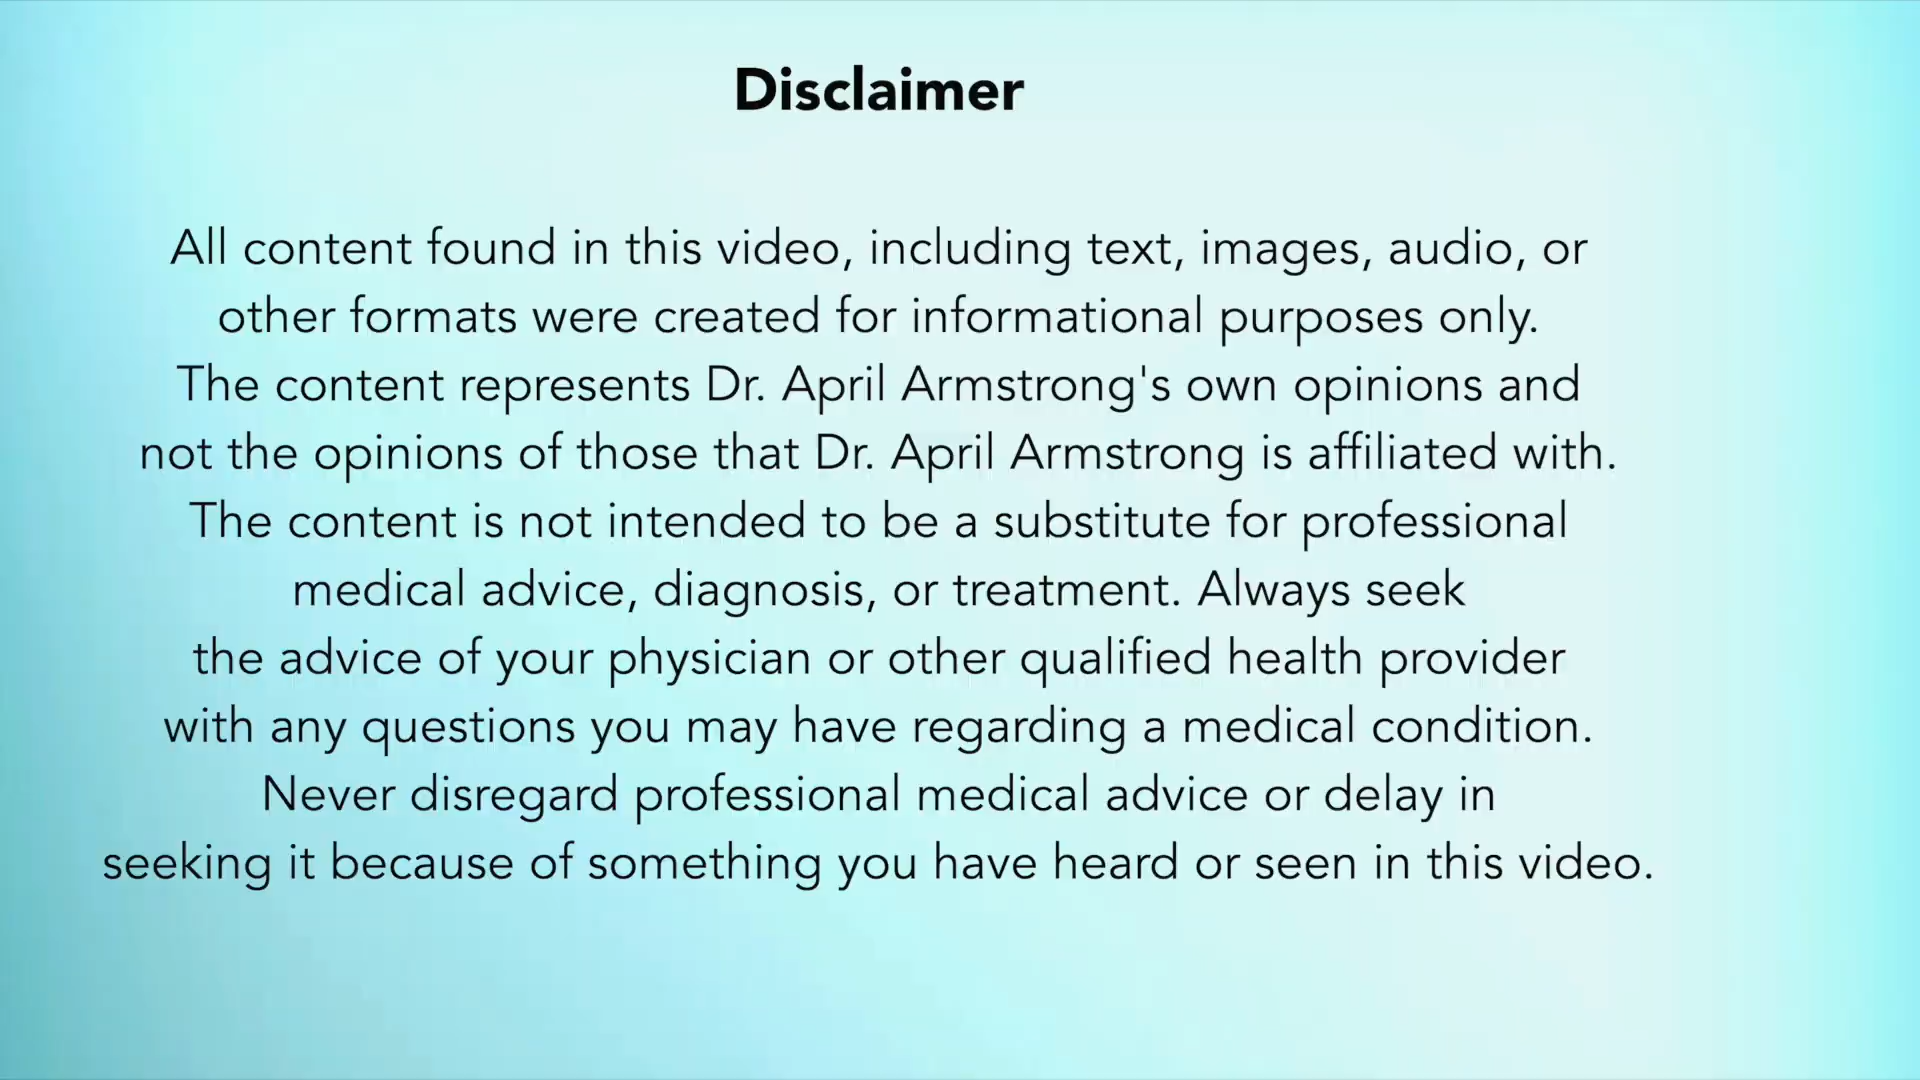 Disclaimer
All content found in this video, including text, images, audio, or
other formats were created for informational purposes only.
The content represents Dr. April Armstrong's own opinions and
not the opinions of those that Dr. April Armstrong is affiliated with.
The content is not intended to be a substitute for professional
medical advice, diagnosis, or treatment. Always seek
the advice of your physician or other qualified health provider
with any questions you may have regarding a medical condition.
Never disregard professional medical advice or delay in
seeking it because of something you have heard or seen in this video.